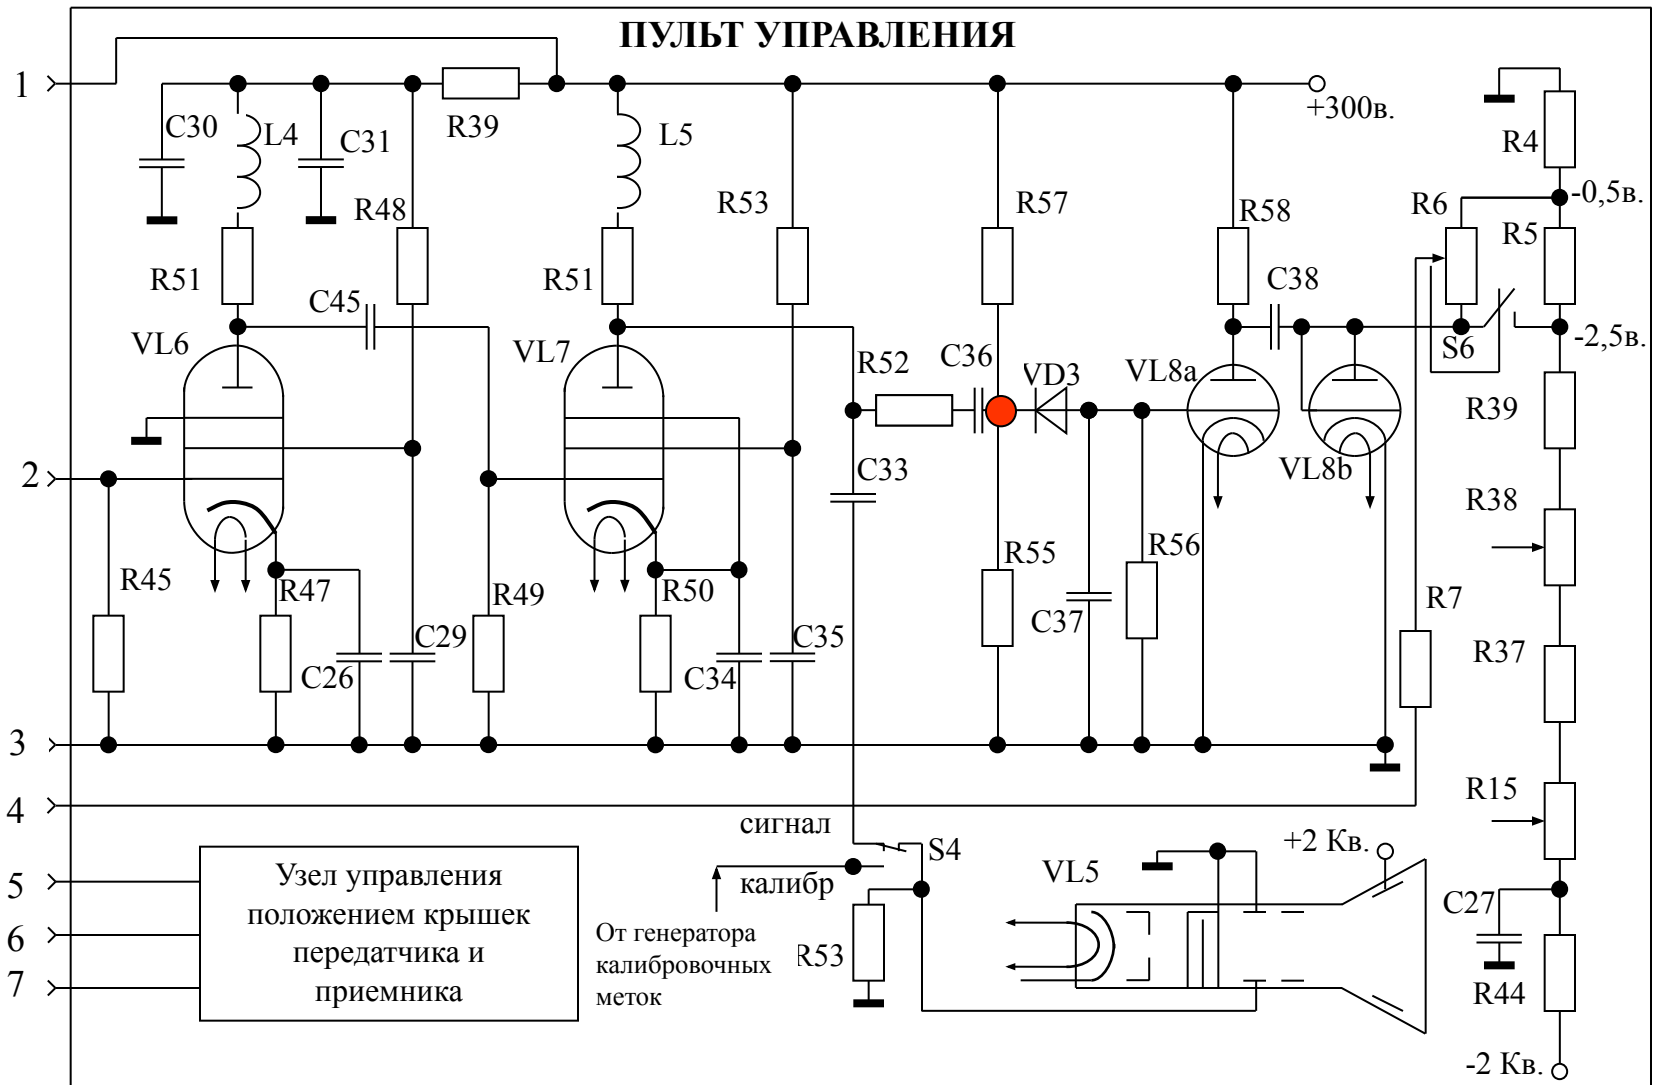 ПУЛЬТ УПРАВЛЕНИЯ
1
+300в.
C30
L4
C31
R39
L5
R4
-0,5в.
R48
R53
R57
R58
R6
R5
R51
C45
R51
C38
VL6
VL7
R52
C36
VD3
VL8a
S6
-2,5в.
R39
2
C33
VL8b
R38
R45
R47
R49
R50
R55
R56
R7
C26
C29
C34
C35
C37
R37
3
4
R15
сигнал
S4
+2 Кв.
калибр
VL5
5
6
7
Узел управления
положением крышек
передатчика и
приемника
От генератора
калибровочных
меток
R53
C27
R44
-2 Кв.